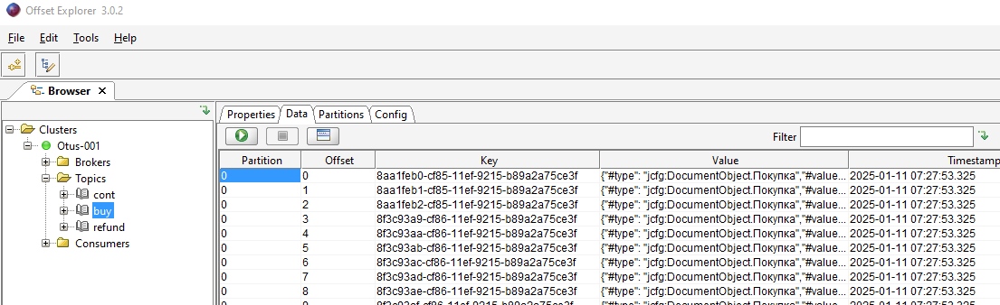 Offset Explorer 3.0.2
File Edit Tools Help
Browser
Clusters
Otus-001
Brokers
Topics
cont
buy
refund
Consumers
Properties Data Partitions Config
Filter
Partition Offset Key Value Timestamp
0 0 8aa1feb0-cf85-11ef-9215-b89a2a75ce3f {"#type": "jcfg:DocumentObject.Покупка","#value... 2025-01-11 07:27:53.325
0 1 8aa1feb1-cf85-11ef-9215-b89a2a75ce3f {"#type": "jcfg:DocumentObject.Покупка","#value... 2025-01-11 07:27:53.325
0 2 8aa1feb2-cf85-11ef-9215-b89a2a75ce3f {"#type": "jcfg:DocumentObject.Покупка","#value... 2025-01-11 07:27:53.325
0 3 8f3c93a9-cf86-11ef-9215-b89a2a75ce3f {"#type": "jcfg:DocumentObject.Покупка","#value... 2025-01-11 07:27:53.325
0 4 8f3c93aa-cf86-11ef-9215-b89a2a75ce3f {"#type": "jcfg:DocumentObject.Покупка","#value... 2025-01-11 07:27:53.325
0 5 8f3c93ab-cf86-11ef-9215-b89a2a75ce3f {"#type": "jcfg:DocumentObject.Покупка","#value... 2025-01-11 07:27:53.325
0 6 8f3c93ac-cf86-11ef-9215-b89a2a75ce3f {"#type": "jcfg:DocumentObject.Покупка","#value... 2025-01-11 07:27:53.325
0 7 8f3c93ad-cf86-11ef-9215-b89a2a75ce3f {"#type": "jcfg:DocumentObject.Покупка","#value... 2025-01-11 07:27:53.325
0 8 8f3c93ae-cf86-11ef-9215-b89a2a75ce3f {"#type": "jcfg:DocumentObject.Покупка","#value... 2025-01-11 07:27:53.325